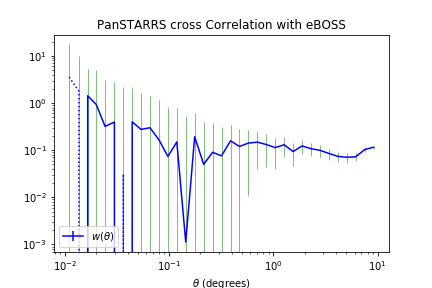 PanSTARRS cross Correlation with eBOSS
10¹
10⁰
10⁻¹
10⁻²
10⁻³
w(θ)
10⁻² 10⁻¹ 10⁰ 10¹
θ (degrees)